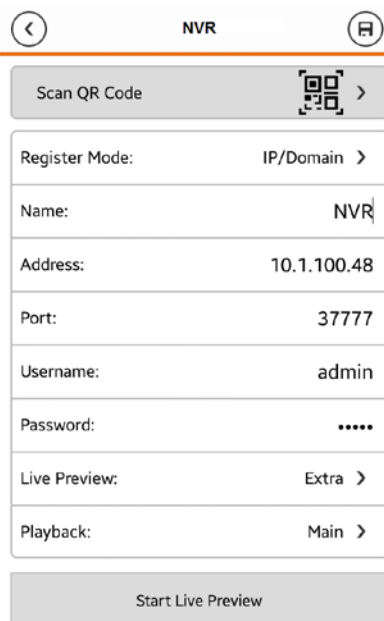 NVR
Scan QR Code
Register Mode: IP/Domain
Name: NVR
Address: 10.1.100.48
Port: 37777
Username: admin
Password: •••••
Live Preview: Extra
Playback: Main
Start Live Preview